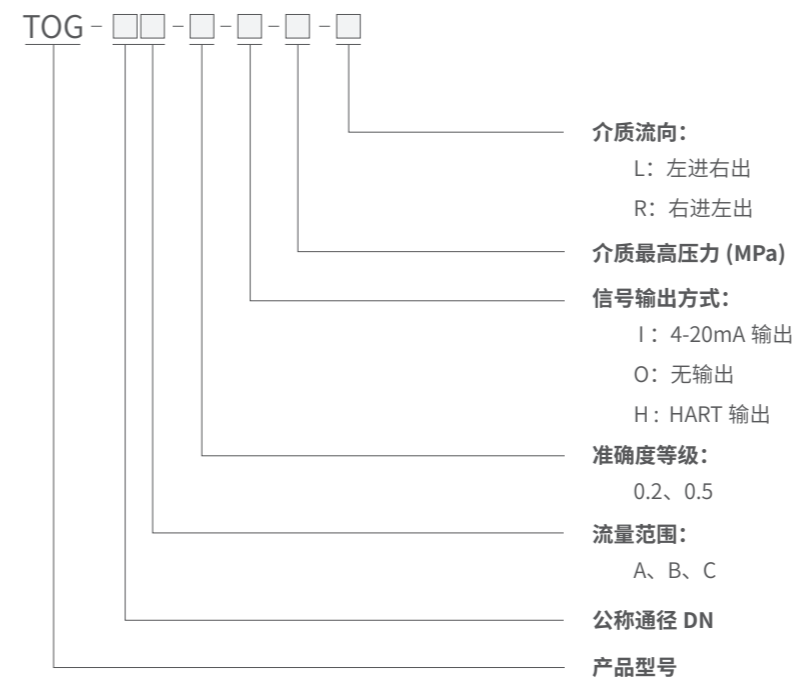 TOG-□□-□-□-□-□
介质流向：
L：左进右出
R：右进左出
介质最高压力 (MPa)
信号输出方式：
I：4-20mA 输出
O：无输出
H：HART 输出
准确度等级：
0.2、0.5
流量范围：
A、B、C
公称通径 DN
产品型号